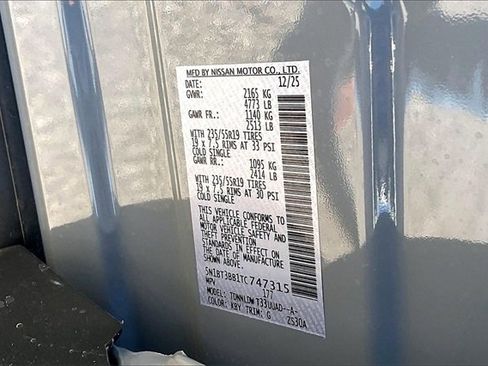 MFD BY NISSAN MOTOR CO., LTD.
DATE: 12/25
GVWR: 2165 KG
4773 LB
GAWR FR.: 1140 KG
2513 LB
WITH 235/55R19 TIRES
19 x 7.5 RIMS AT 33 PSI
COLD SINGLE
GAWR RR.: 1095 KG
2414 LB
WITH 235/55R19 TIRES
19 x 7.5 RIMS AT 30 PSI
COLD SINGLE
THIS VEHICLE CONFORMS TO
ALL APPLICABLE FEDERAL
MOTOR VEHICLE SAFETY AND
THEFT PREVENTION
STANDARDS IN EFFECT ON
THE DATE OF MANUFACTURE
SHOWN ABOVE.
5N1BT3BB1TC747315
MPV 177
MODEL: T33UUAD--A-
COLOR: KBY TRIM: G 2530A